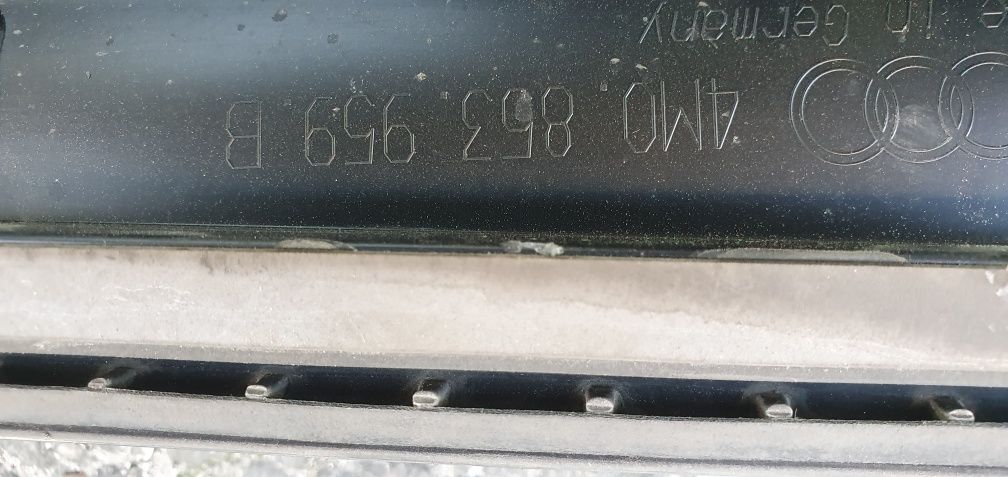 4M0. 853. 959. B
in Germany